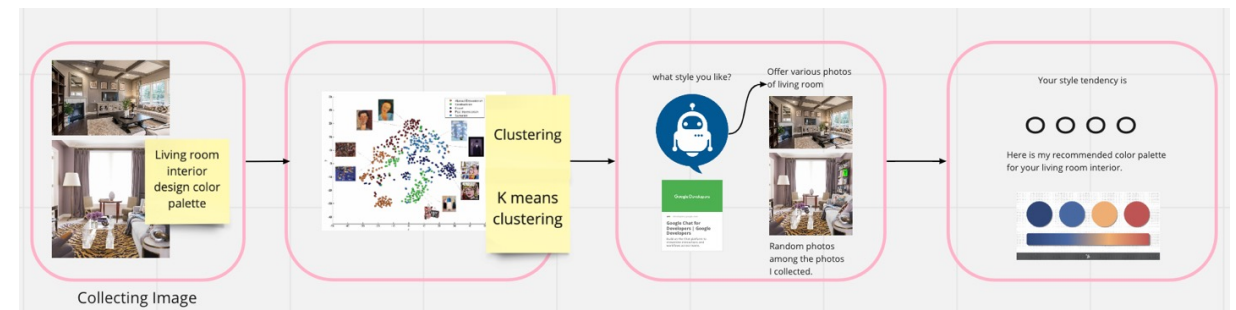 Living room
interior
design color
palette
Collecting Image
Clustering
K means
clustering
what style you like?
Offer various photos
of living room
Google Developers
Google Chat for
Developers | Google
Developers
Random photos
among the photos
I collected.
Your style tendency is
O O O O
Here is my recommended color palette
for your living room interior.